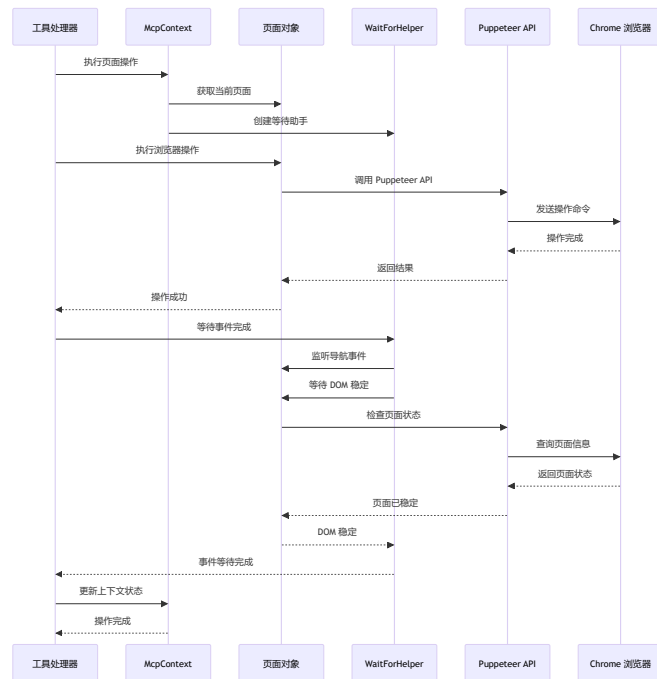 工具处理器
McpContext
页面对象
WaitForHelper
Puppeteer API
Chrome 浏览器
执行页面操作
获取当前页面
创建等待助手
执行浏览器操作
调用 Puppeteer API
发送操作命令
操作完成
返回结果
操作成功
等待事件完成
监听导航事件
等待 DOM 稳定
检查页面状态
查询页面信息
返回页面状态
页面已稳定
DOM 稳定
事件等待完成
更新上下文状态
操作完成
工具处理器
McpContext
页面对象
WaitForHelper
Puppeteer API
Chrome 浏览器